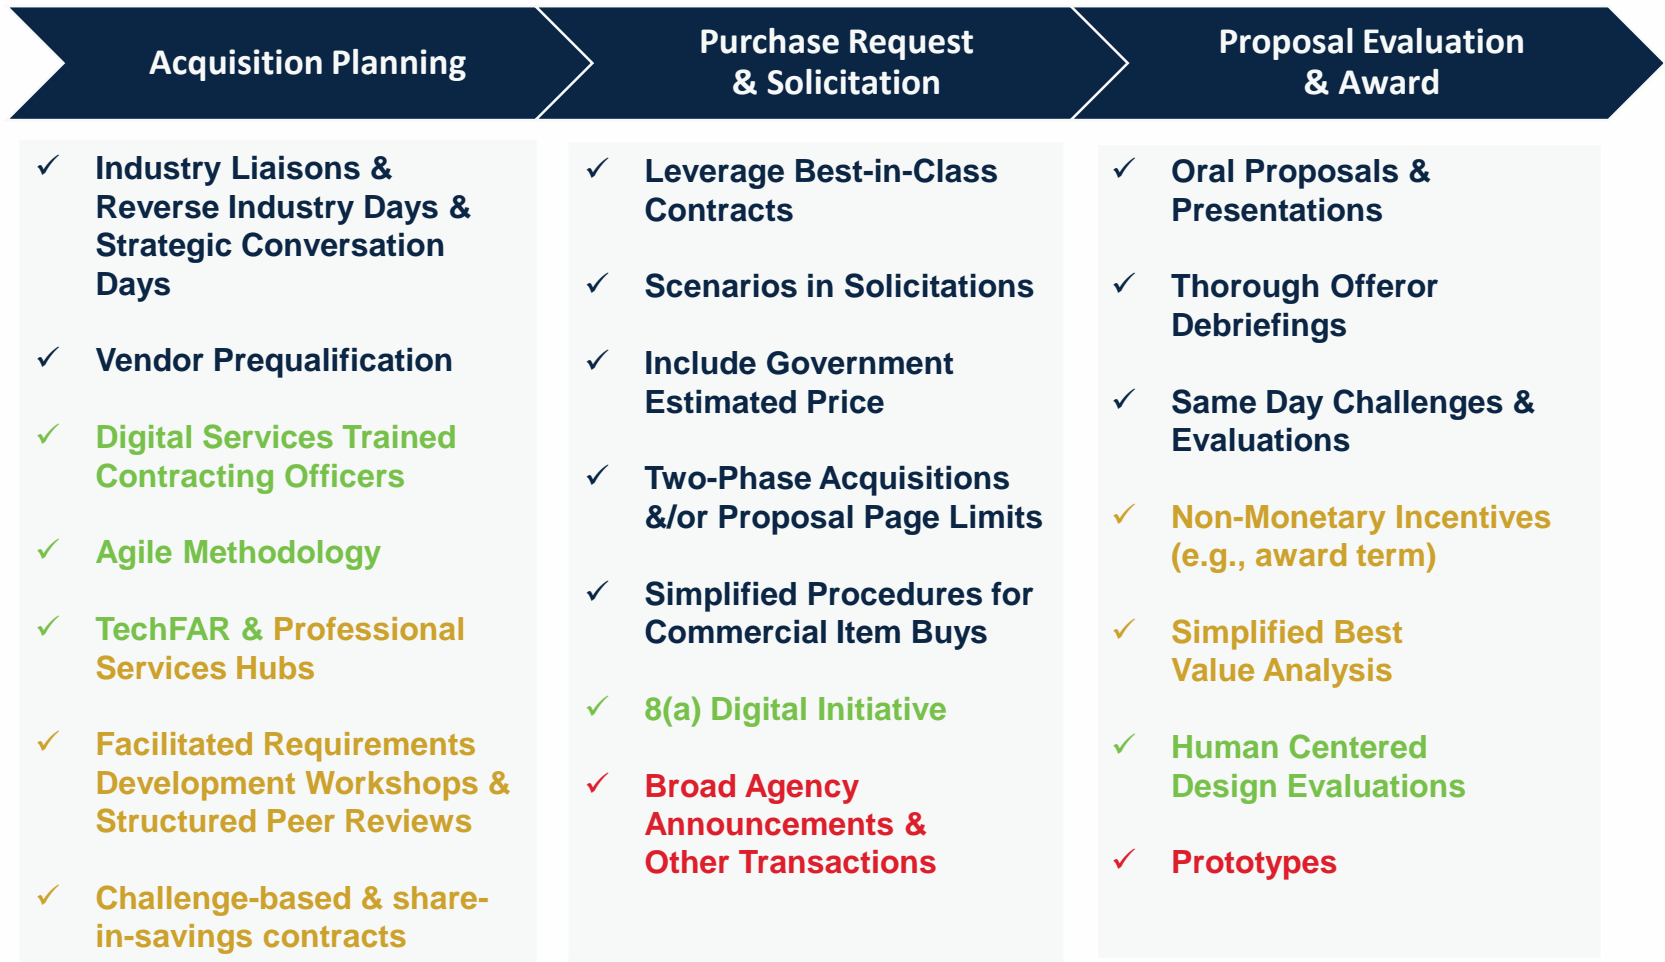 Acquisition Planning
Purchase Request
& Solicitation
Proposal Evaluation
& Award
✓ Industry Liaisons &
Reverse Industry Days &
Strategic Conversation
Days
✓ Vendor Prequalification
✓ Digital Services Trained
Contracting Officers
✓ Agile Methodology
✓ TechFAR & Professional
Services Hubs
✓ Facilitated Requirements
Development Workshops &
Structured Peer Reviews
✓ Challenge-based & share-
in-savings contracts
✓ Leverage Best-in-Class
Contracts
✓ Scenarios in Solicitations
✓ Include Government
Estimated Price
✓ Two-Phase Acquisitions
&/or Proposal Page Limits
✓ Simplified Procedures for
Commercial Item Buys
✓ 8(a) Digital Initiative
✓ Broad Agency
Announcements &
Other Transactions
✓ Oral Proposals &
Presentations
✓ Thorough Offeror
Debriefings
✓ Same Day Challenges &
Evaluations
✓ Non-Monetary Incentives
(e.g., award term)
✓ Simplified Best
Value Analysis
✓ Human Centered
Design Evaluations
✓ Prototypes